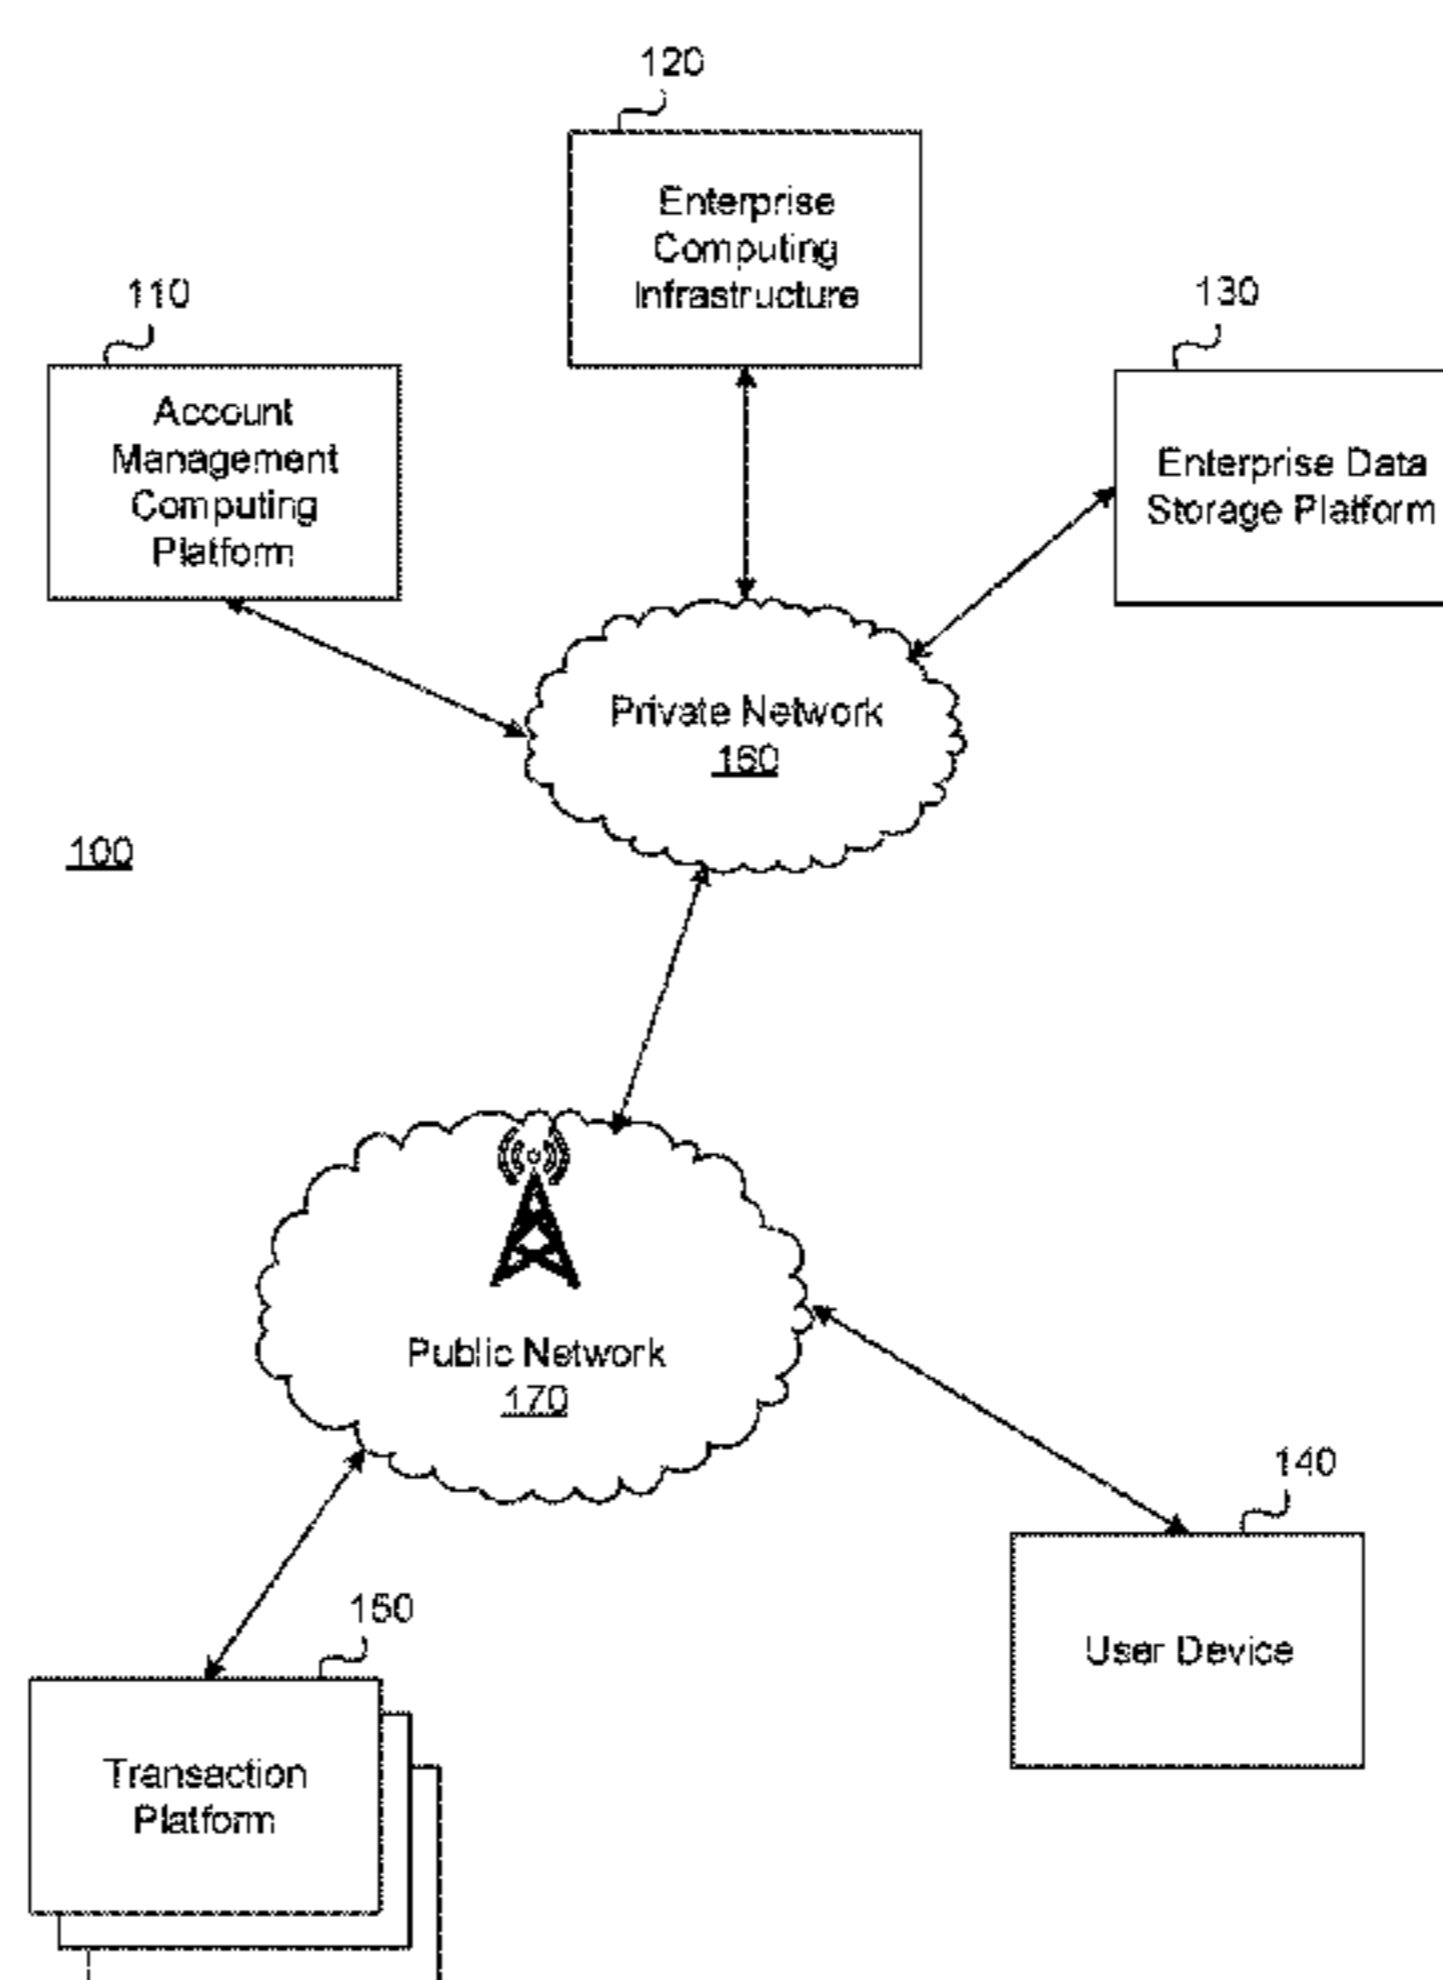 120
Enterprise
Computing
Infrastructure
110
Account
Management
Computing
Platform
130
Enterprise Data
Storage Platform
Private Network
160
100
Public Network
170
140
User Device
150
Transaction
Platform